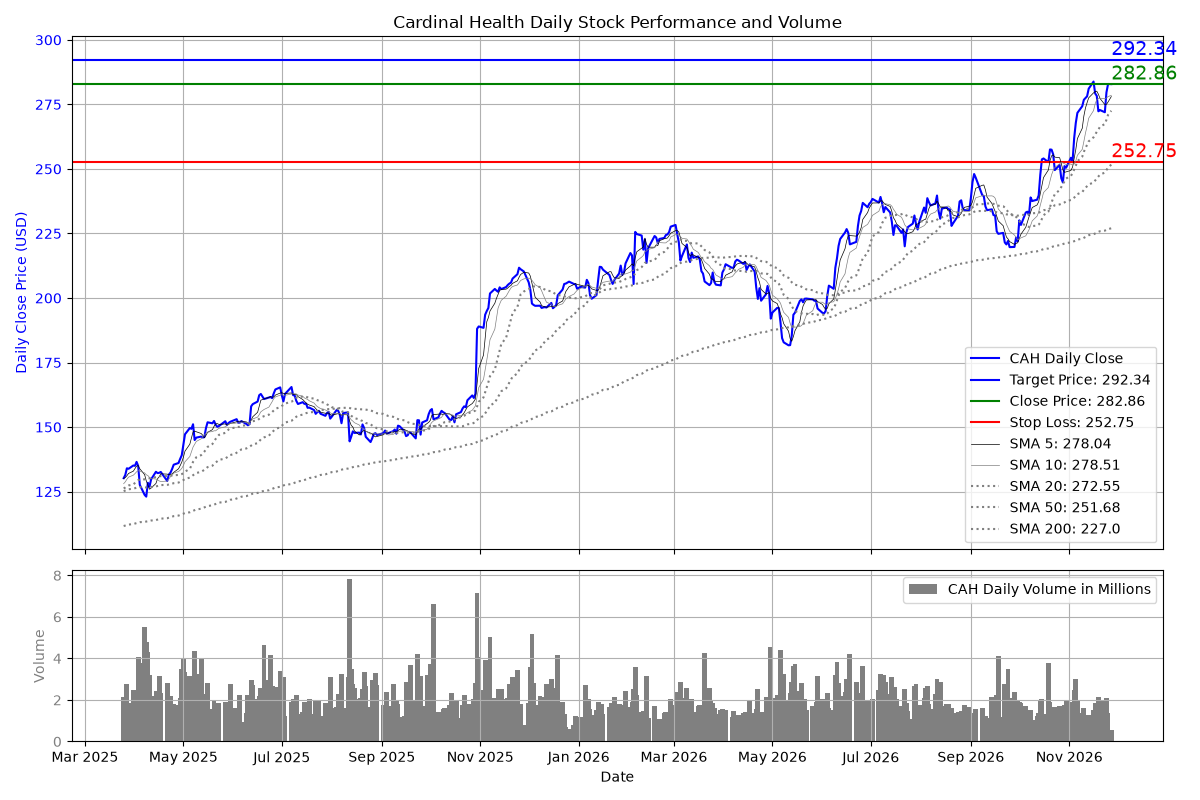 Cardinal Health Daily Stock Performance and Volume
300
275
250
225
200
175
150
125
Daily Close Price (USD)
292.34
282.86
252.75
CAH Daily Close
Target Price: 292.34
Close Price: 282.86
Stop Loss: 252.75
SMA 5: 278.04
SMA 10: 278.51
SMA 20: 272.55
SMA 50: 251.68
SMA 200: 227.0
8
6
4
2
0
Volume
CAH Daily Volume in Millions
Mar 2025 May 2025 Jul 2025 Sep 2025 Nov 2025 Jan 2026 Mar 2026 May 2026 Jul 2026 Sep 2026 Nov 2026
Date